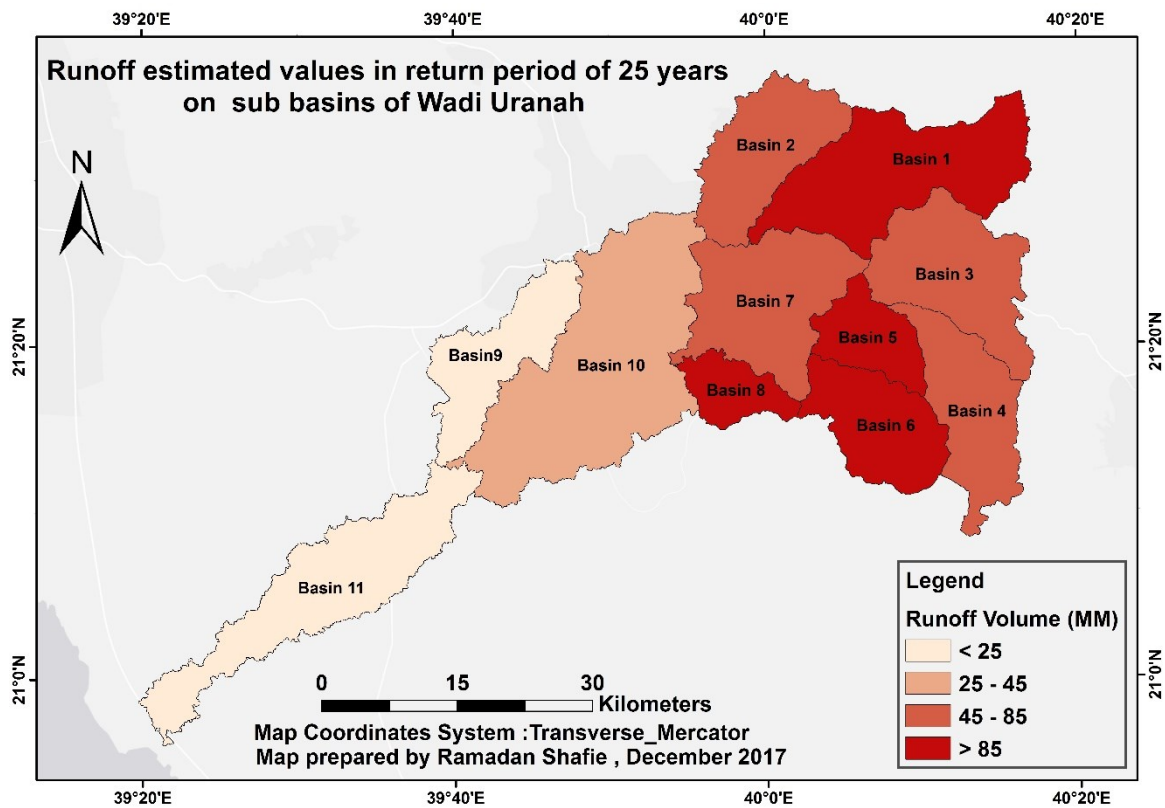 39°20'E 39°40'E 40°0'E 40°20'E
Runoff estimated values in return period of 25 years
on sub basins of Wadi Uranah
N
Basin 2
Basin 1
Basin 3
Basin 7
21°20'N 21°20'N
Basin 5
Basin9
Basin 10
Basin 8
Basin 4
Basin 6
Basin 11
Legend
Runoff Volume (MM)
< 25
25 - 45
45 - 85
> 85
21°0'N 21°0'N
0 15 30
Kilometers
Map Coordinates System :Transverse_Mercator
Map prepared by Ramadan Shafie , December 2017
39°20'E 39°40'E 40°0'E 40°20'E